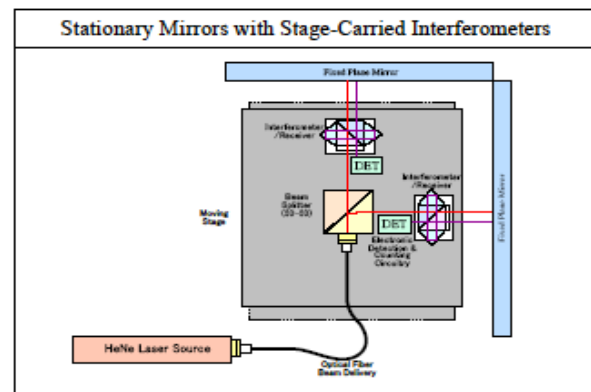 Stationary Mirrors with Stage-Carried Interferometers
Fixed Plane Mirror
Interferometer
/Receiver
DET
Interferometer
/Receiver
Beam
Splitter
(50-50)
Moving
Stage
DET
Electronic
Detection &
Counting
Circuitry
Fixed Plane Mirror
HeNe Laser Source
Optical Fiber
Beam Delivery